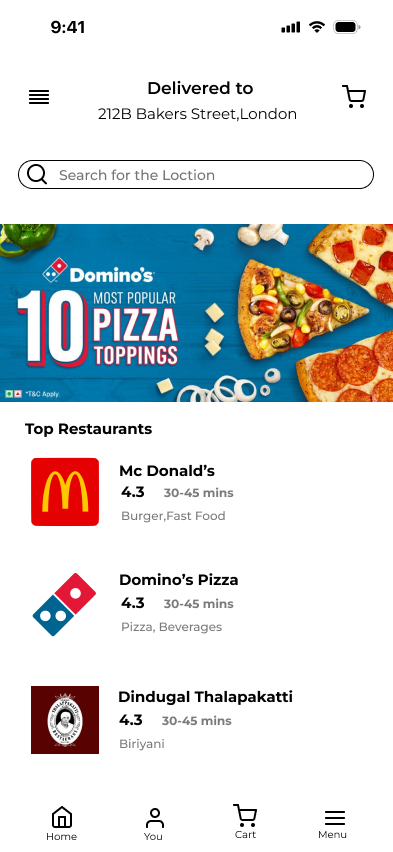 9:41
Delivered to
212B Bakers Street,London
Search for the Loction
Domino's
10 MOST POPULAR
PIZZA
TOPPINGS
*T&C Apply.
Top Restaurants
Mc Donald's
4.3 30-45 mins
Burger,Fast Food
Domino's Pizza
4.3 30-45 mins
Pizza, Beverages
Dindugal Thalapakatti
4.3 30-45 mins
Biriyani
Home You Cart Menu